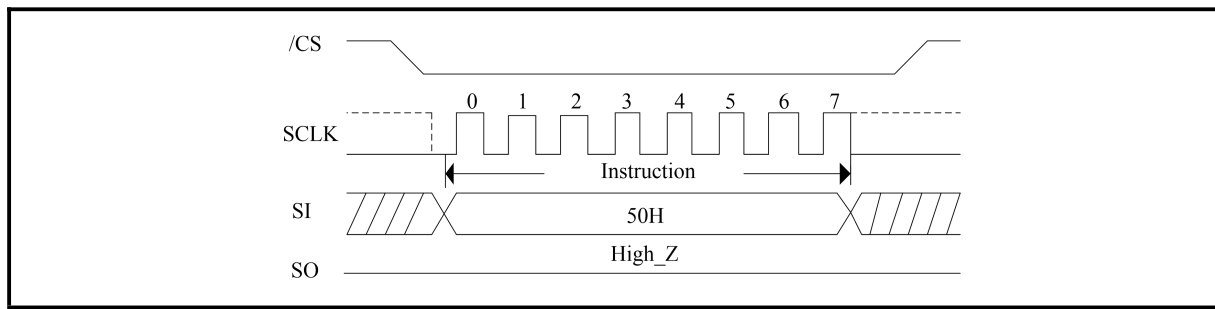 /CS
0 1 2 3 4 5 6 7
SCLK
Instruction
SI
50H
High_Z
SO